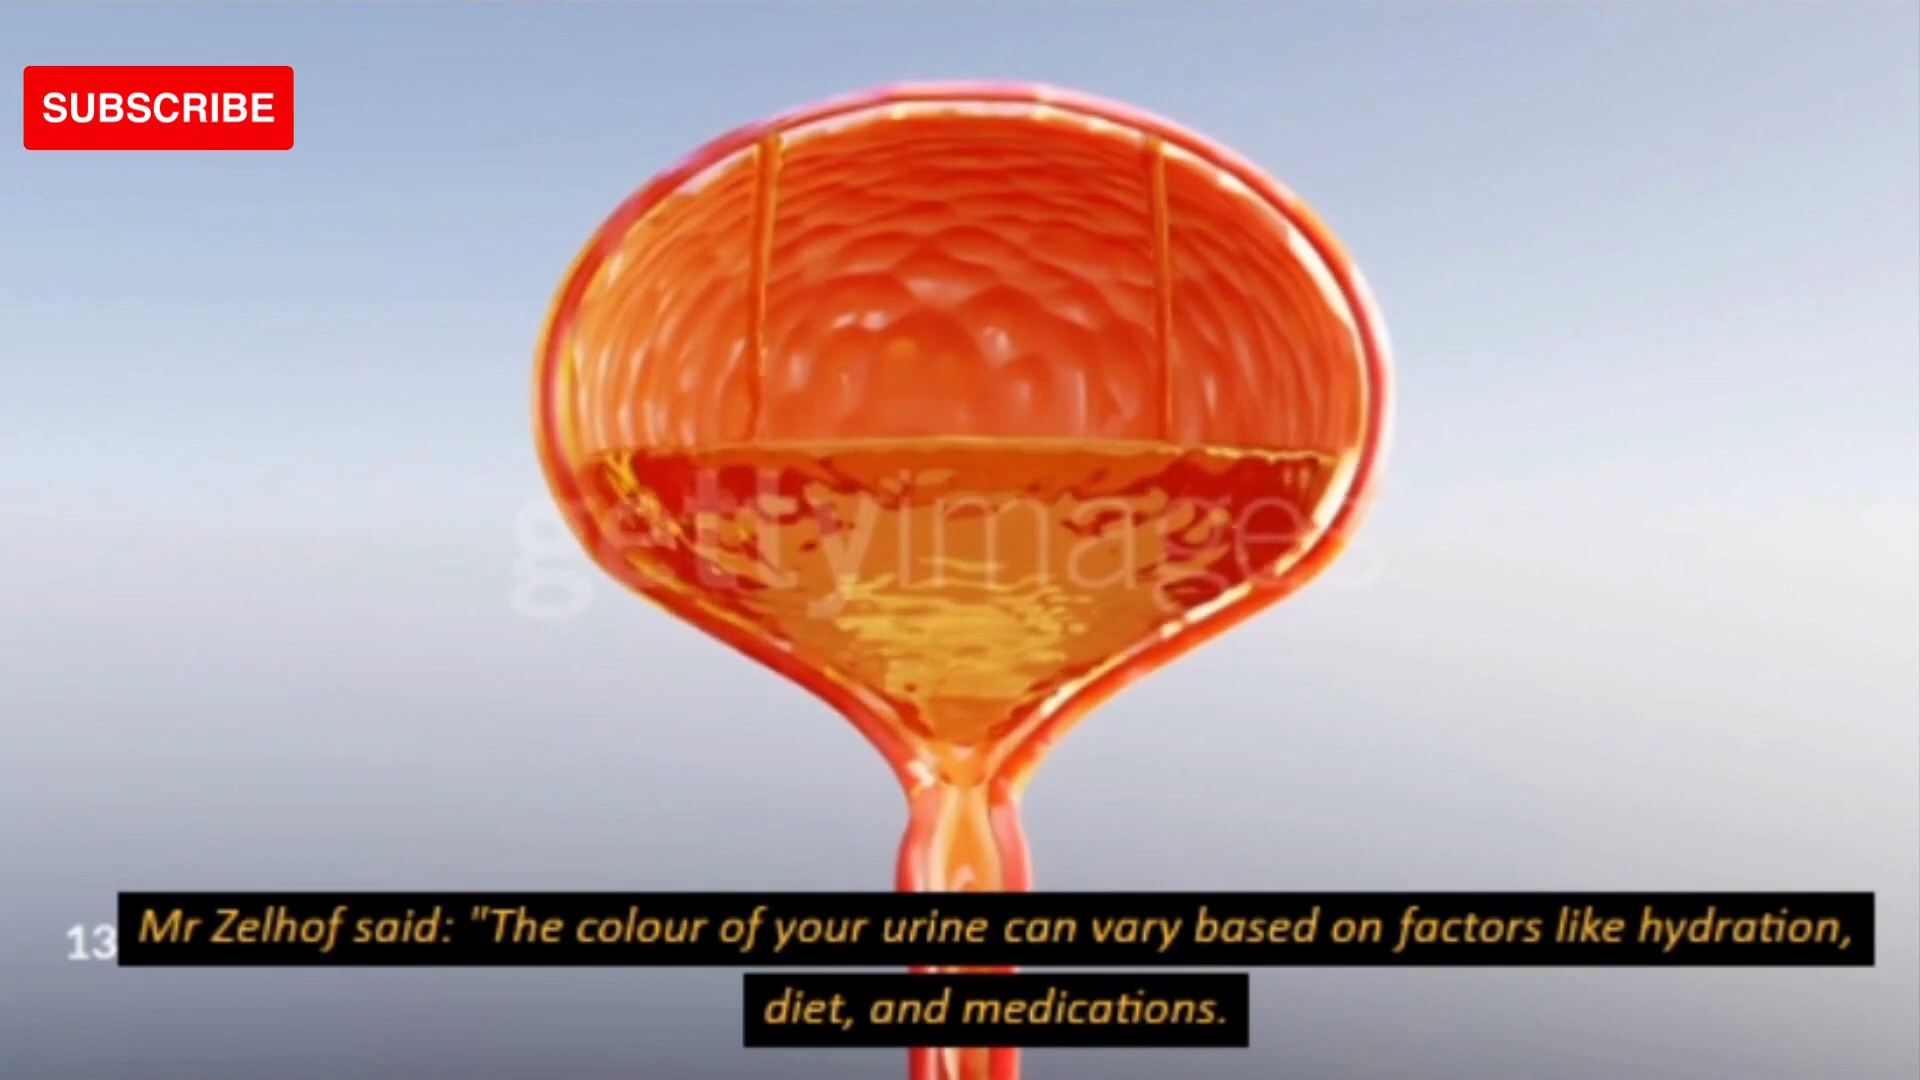 SUBSCRIBE
gettyimages
13
Mr Zelhof said: "The colour of your urine can vary based on factors like hydration,
diet, and medications.